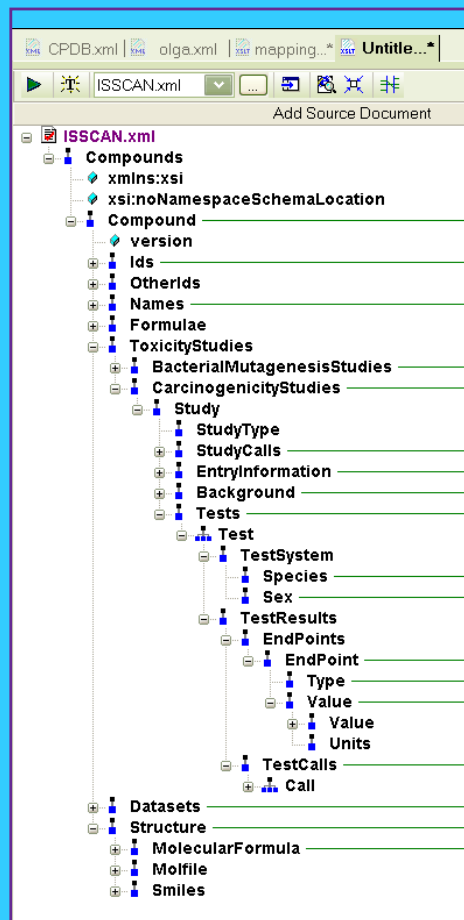 CPDB.xml olga.xml mapping...* Untitle...*
ISSCAN.xml ...
Add Source Document
ISSCAN.xml
Compounds
xmlns:xsi
xsi:noNamespaceSchemaLocation
Compound
version
Ids
OtherIds
Names
Formulae
ToxicityStudies
BacterialMutagenesisStudies
CarcinogenicityStudies
Study
StudyType
StudyCalls
EntryInformation
Background
Tests
Test
TestSystem
Species
Sex
TestResults
EndPoints
EndPoint
Type
Value
Value
Units
TestCalls
Call
Datasets
Structure
MolecularFormula
Molfile
Smiles